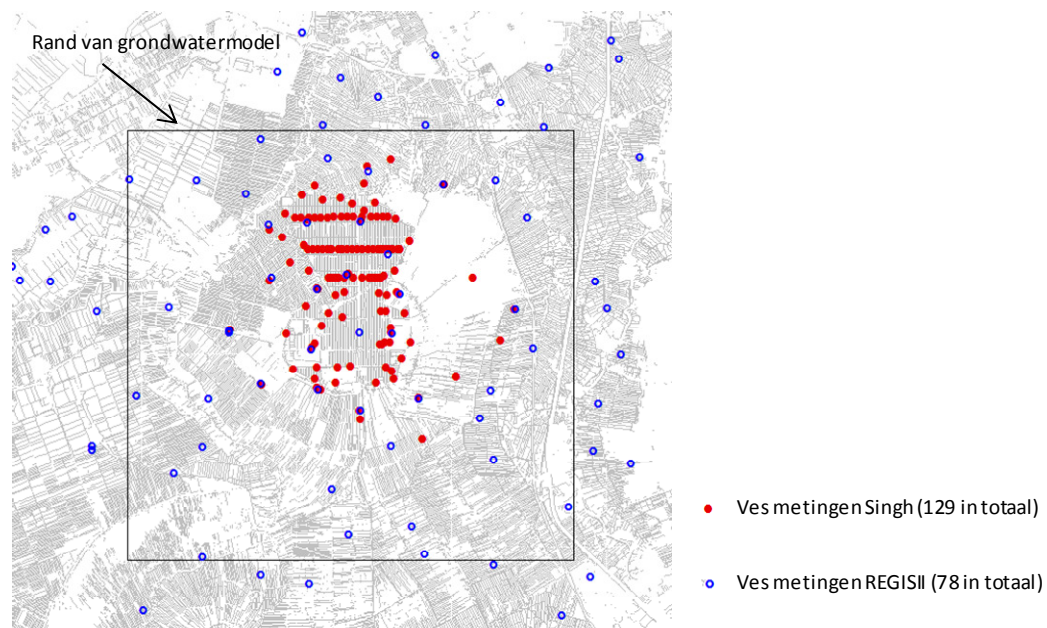 Rand van grondwatermodel
Ves metingen Singh (129 in totaal)
Ves metingen REGISII (78 in totaal)